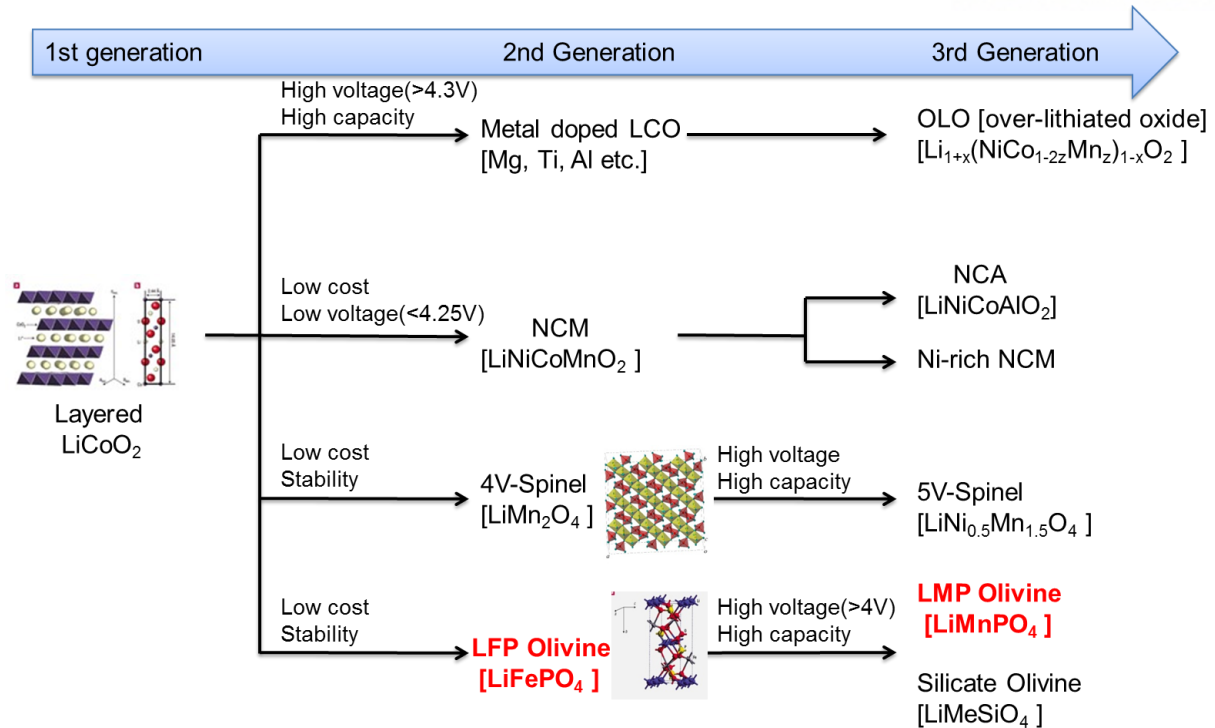 1st generation
2nd Generation
3rd Generation
High voltage(>4.3V)
High capacity
Metal doped LCO
[Mg, Ti, Al etc.]
OLO [over-lithiated oxide]
[Li₁₊ₓ(NiCo₁₋₂zMnz)₁₋ₓO₂ ]
Low cost
Low voltage(<4.25V)
NCM
[LiNiCoMnO₂ ]
NCA
[LiNiCoAlO₂]
Ni-rich NCM
Layered
LiCoO₂
Low cost
Stability
4V-Spinel
[LiMn₂O₄ ]
High voltage
High capacity
5V-Spinel
[LiNi₀.₅Mn₁.₅O₄ ]
Low cost
Stability
LFP Olivine
[LiFePO₄ ]
High voltage(>4V)
High capacity
LMP Olivine
[LiMnPO₄ ]
Silicate Olivine
[LiMeSiO₄ ]